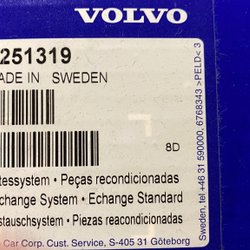 VOLVO
251319
ADE IN SWEDEN
8D
tessystem • Peças recondicionadas
xchange System • Echange Standard
stauschsystem • Piezas reacondicionadas
Car Corp. Cust. Service, S-405 31 Göteborg
Sweden, tel +46 31 590000, 6768343 >PELD< 3